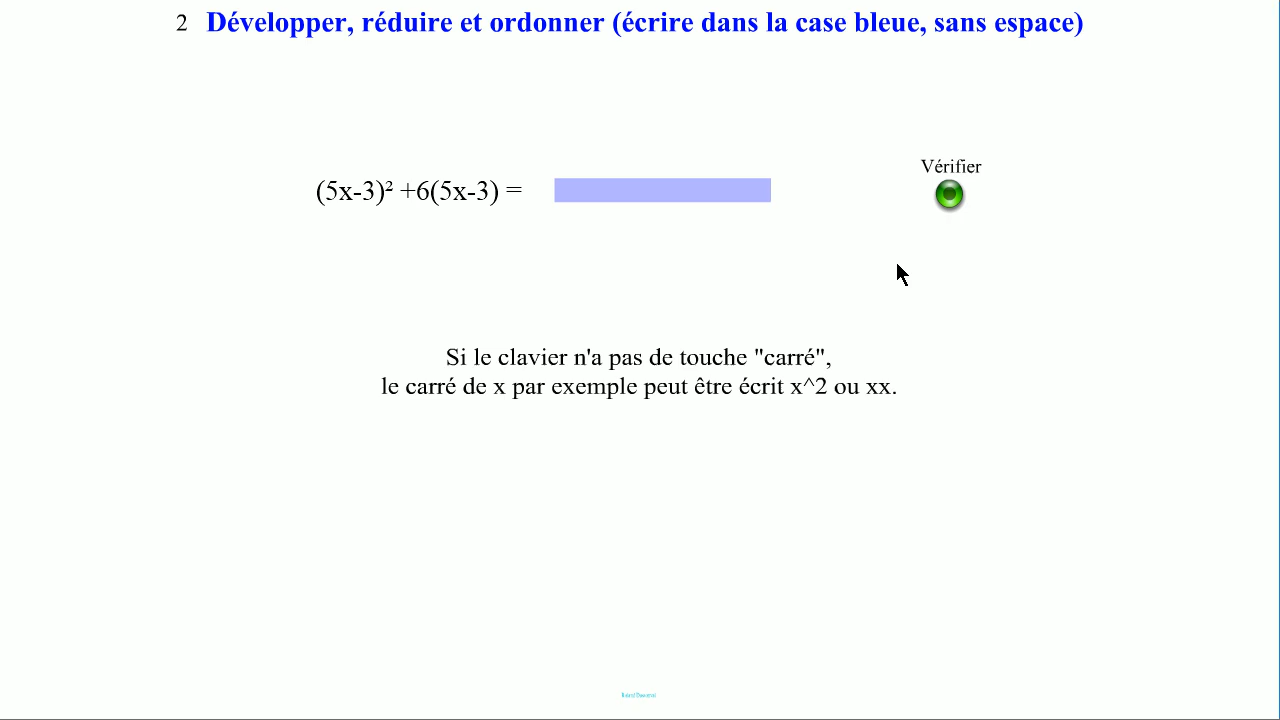 2 Développer, réduire et ordonner (écrire dans la case bleue, sans espace)
Vérifier
(5x-3)² +6(5x-3) =
Si le clavier n'a pas de touche "carré",
le carré de x par exemple peut être écrit x^2 ou xx.